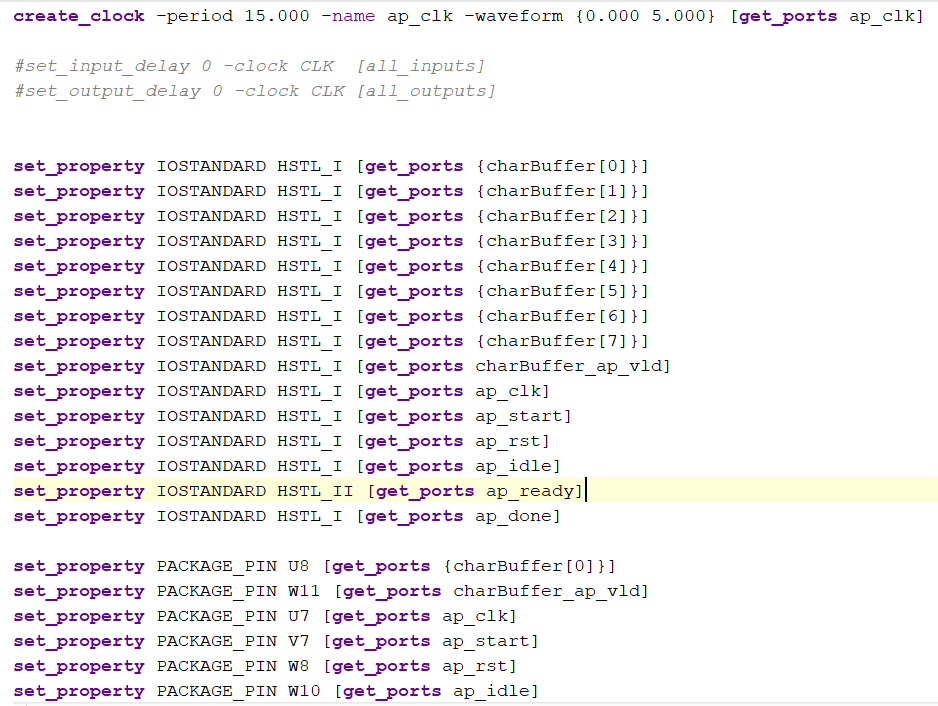 create_clock -period 15.000 -name ap_clk -waveform {0.000 5.000} [get_ports ap_clk]
#set_input_delay 0 -clock CLK  [all_inputs]
#set_output_delay 0 -clock CLK [all_outputs]
set_property IOSTANDARD HSTL_I [get_ports {charBuffer[0]}]
set_property IOSTANDARD HSTL_I [get_ports {charBuffer[1]}]
set_property IOSTANDARD HSTL_I [get_ports {charBuffer[2]}]
set_property IOSTANDARD HSTL_I [get_ports {charBuffer[3]}]
set_property IOSTANDARD HSTL_I [get_ports {charBuffer[4]}]
set_property IOSTANDARD HSTL_I [get_ports {charBuffer[5]}]
set_property IOSTANDARD HSTL_I [get_ports {charBuffer[6]}]
set_property IOSTANDARD HSTL_I [get_ports {charBuffer[7]}]
set_property IOSTANDARD HSTL_I [get_ports charBuffer_ap_vld]
set_property IOSTANDARD HSTL_I [get_ports ap_clk]
set_property IOSTANDARD HSTL_I [get_ports ap_start]
set_property IOSTANDARD HSTL_I [get_ports ap_rst]
set_property IOSTANDARD HSTL_I [get_ports ap_idle]
set_property IOSTANDARD HSTL_II [get_ports ap_ready]
set_property IOSTANDARD HSTL_I [get_ports ap_done]
set_property PACKAGE_PIN U8 [get_ports {charBuffer[0]}]
set_property PACKAGE_PIN W11 [get_ports charBuffer_ap_vld]
set_property PACKAGE_PIN U7 [get_ports ap_clk]
set_property PACKAGE_PIN V7 [get_ports ap_start]
set_property PACKAGE_PIN W8 [get_ports ap_rst]
set_property PACKAGE_PIN W10 [get_ports ap_idle]